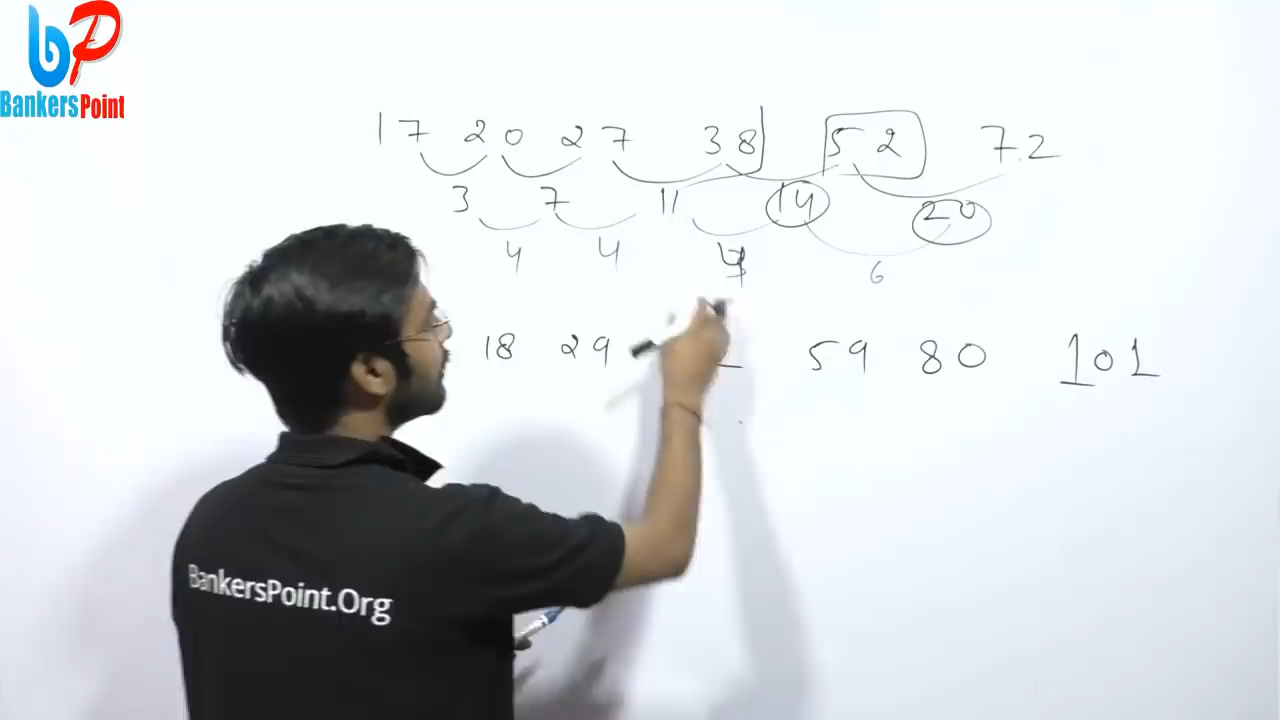 bp
BankersPoint
17 20 27 38 52 72
3 7 11 14 20
4 4 6
18 29 59 80 101
BankersPoint.Org